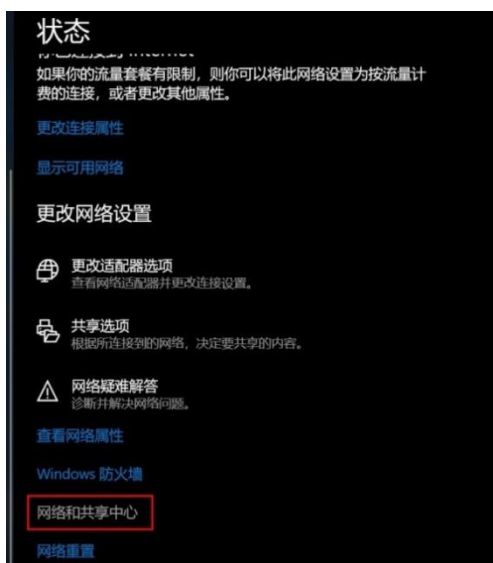 状态
如果你的流量套餐有限制，则你可以将此网络设置为按流量计
费的连接，或者更改其他属性。
更改连接属性
显示可用网络
更改网络设置
更改适配器选项
查看网络适配器并更改连接设置。
共享选项
根据所连接到的网络，决定要共享的内容。
网络疑难解答
诊断并解决网络问题。
查看网络属性
Windows 防火墙
网络和共享中心
网络重置